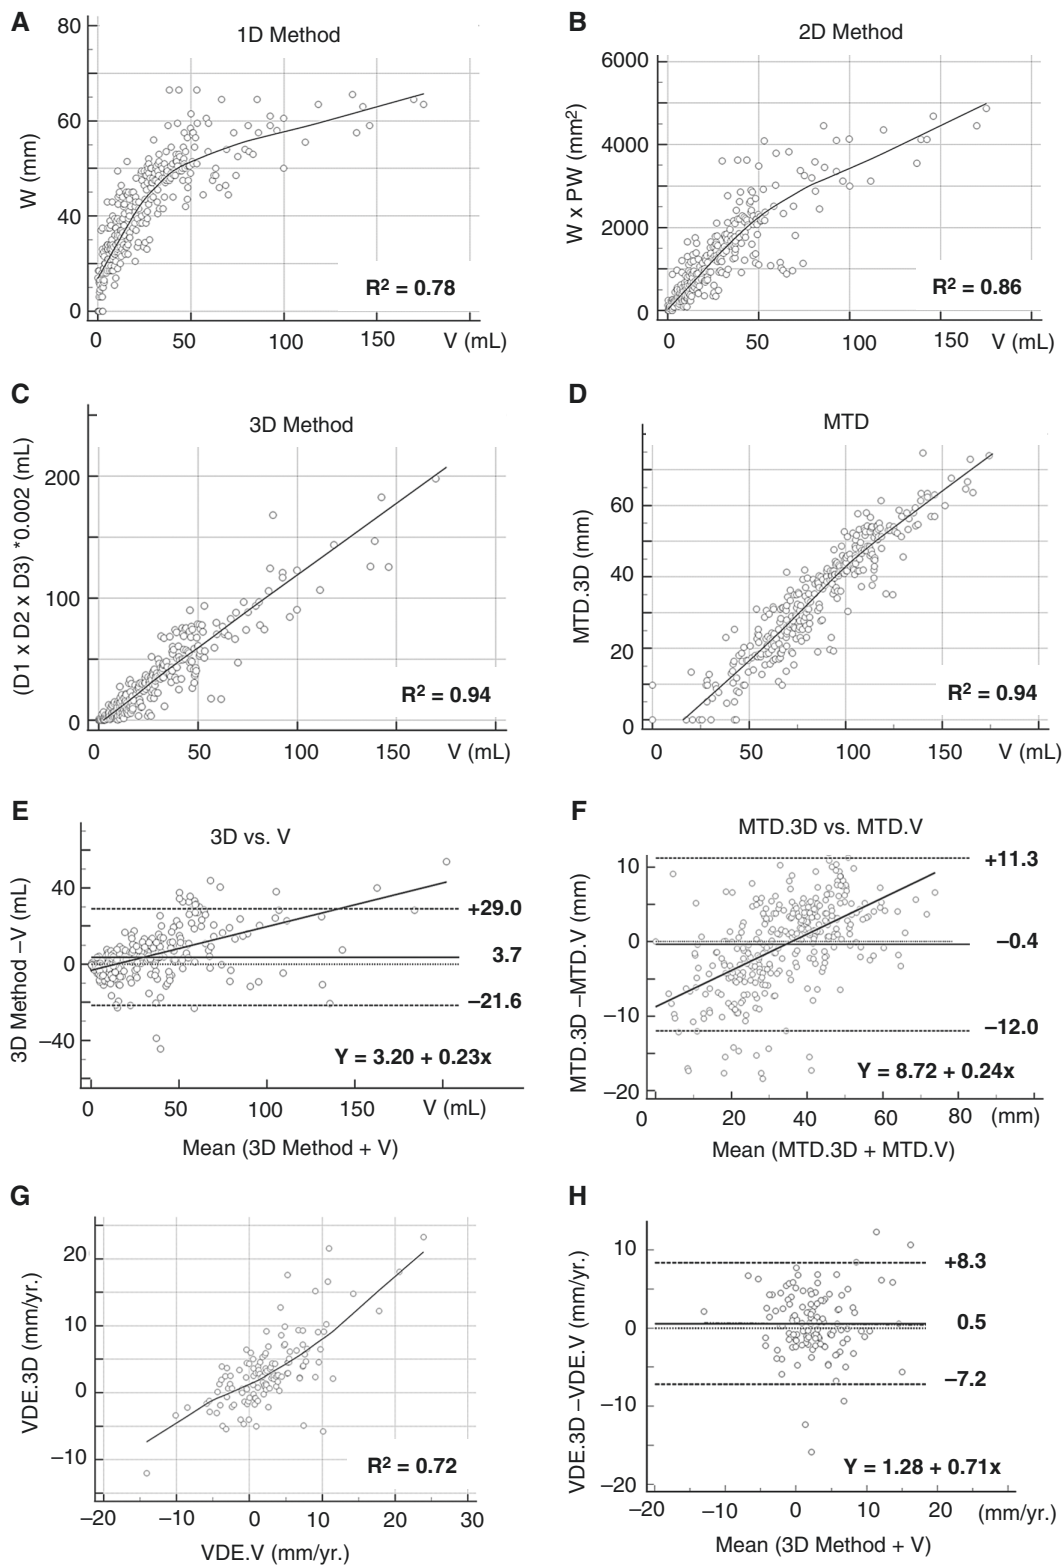 A
1D Method
80
60
40
0
W (mm)
R² = 0.78
0 50 100 150 V (mL)
B
2D Method
6000
4000
2000
0
W x PW (mm²)
R² = 0.86
0 50 100 150 V (mL)
C
3D Method
200
100
0
(D1 x D2 x D3) *0.002 (mL)
R² = 0.94
0 50 100 150 V (mL)
D
MTD
60
40
20
0
MTD.3D (mm)
R² = 0.94
0 50 100 150 V (mL)
E
3D vs. V
40
0
−40
3D Method −V (mL)
+29.0
3.7
−21.6
Y = 3.20 + 0.23x
0 50 100 150 V (mL)
Mean (3D Method + V)
F
MTD.3D vs. MTD.V
10
0
−10
−20
MTD.3D −MTD.V (mm)
+11.3
−0.4
−12.0
Y = 8.72 + 0.24x
0 20 40 60 80 (mm)
Mean (MTD.3D + MTD.V)
G
20
10
0
−10
VDE.3D (mm/yr.)
R² = 0.72
−20 −10 0 10 20 30
VDE.V (mm/yr.)
H
10
0
−10
−20
VDE.3D −VDE.V (mm/yr.)
+8.3
0.5
−7.2
Y = 1.28 + 0.71x
−20 −10 0 10 20 (mm/yr.)
Mean (3D Method + V)